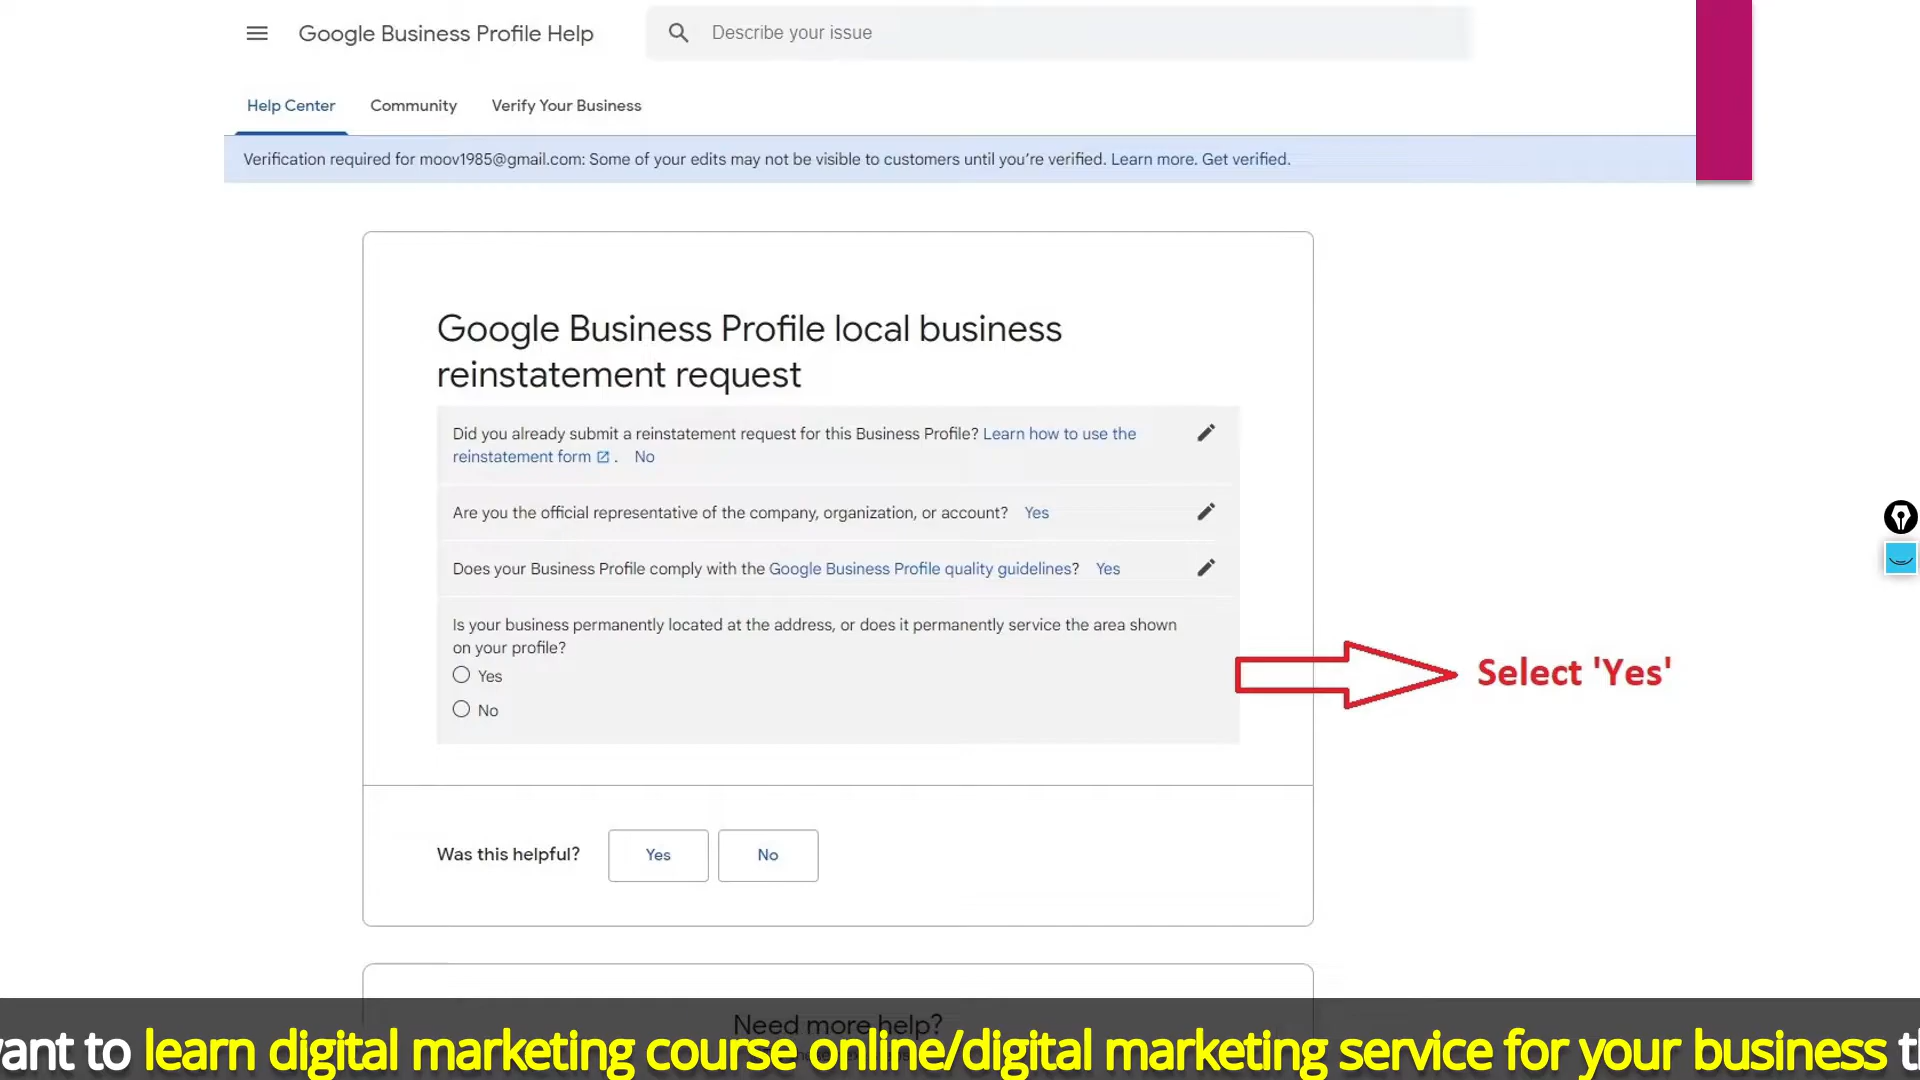 Google Business Profile Help
Describe your issue
Help Center Community Verify Your Business
Verification required for moov1985@gmail.com: Some of your edits may not be visible to customers until you're verified. Learn more. Get verified.
Google Business Profile local business
reinstatement request
Did you already submit a reinstatement request for this Business Profile? Learn how to use the
reinstatement form . No
Are you the official representative of the company, organization, or account? Yes
Does your Business Profile comply with the Google Business Profile quality guidelines? Yes
Is your business permanently located at the address, or does it permanently service the area shown
on your profile?
Yes
No
Select 'Yes'
Was this helpful? Yes No
Need more help?
to learn digital marketing course online/digital marketing service for your business